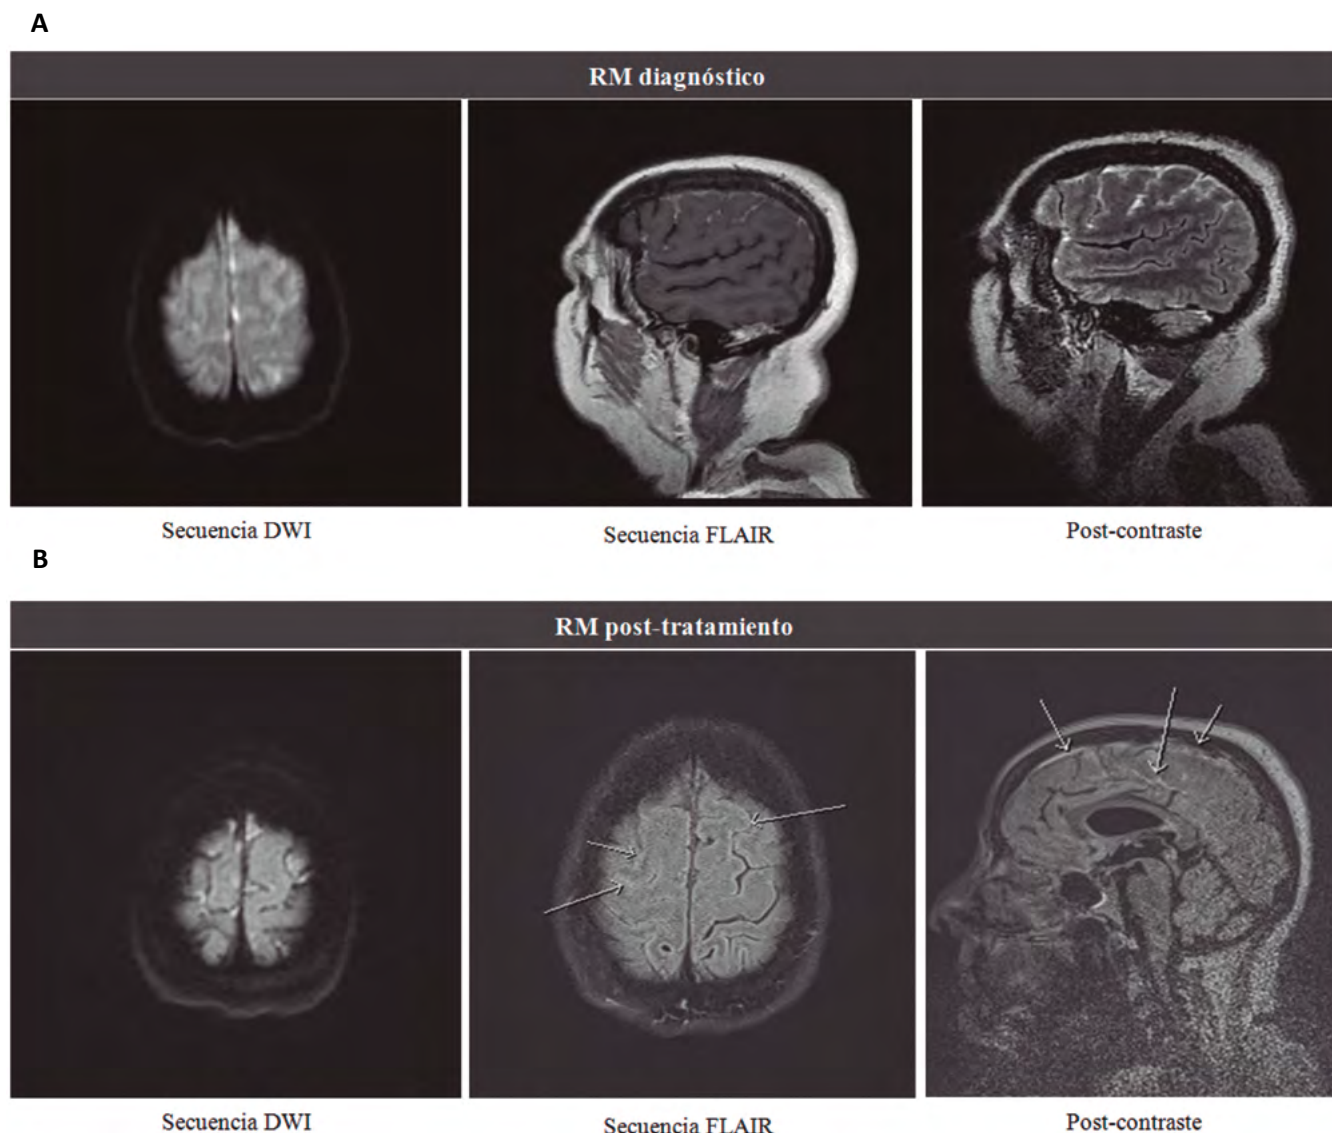 A
RM diagnóstico
Secuencia DWI
Secuencia FLAIR
Post-contraste
B
RM post-tratamiento
Secuencia DWI
Secuencia FLAIR
Post-contraste